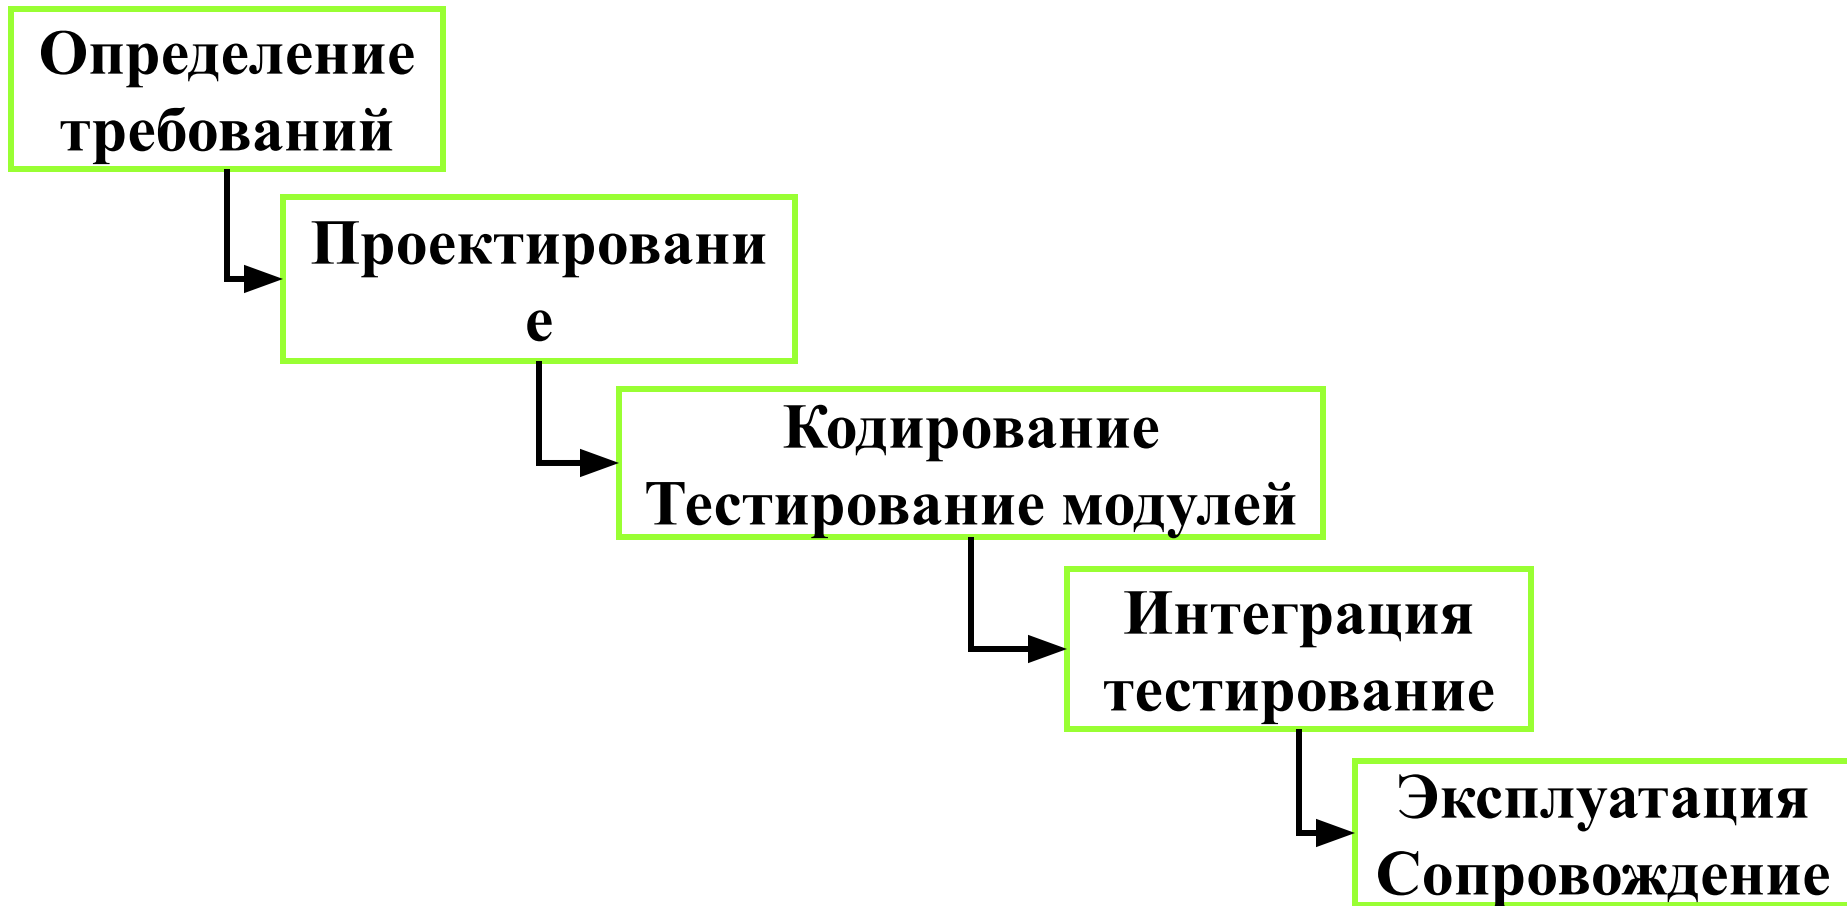 Определение
требований
Проектировани
е
Кодирование
Тестирование модулей
Интеграция
тестирование
Эксплуатация
Сопровождение